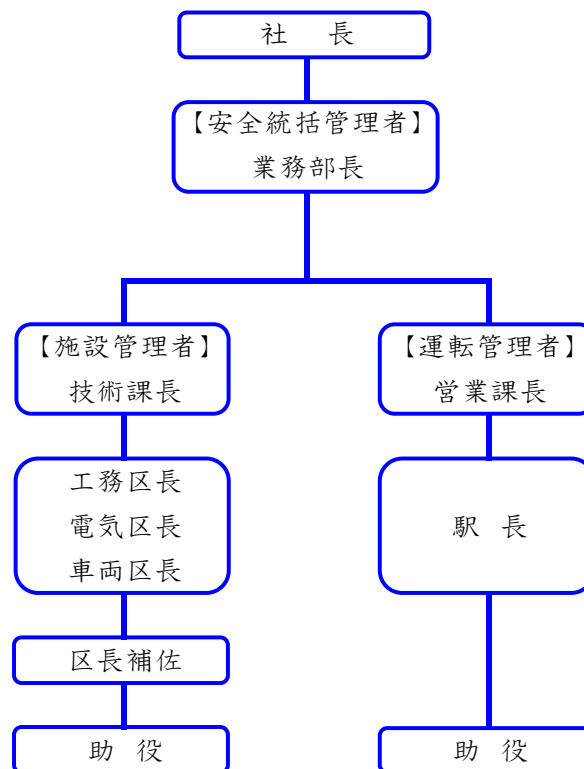 社 長
【安全統括管理者】
業務部長
【施設管理者】
技術課長
【運転管理者】
営業課長
工務区長
電気区長
車両区長
駅 長
区長補佐
助 役
助 役